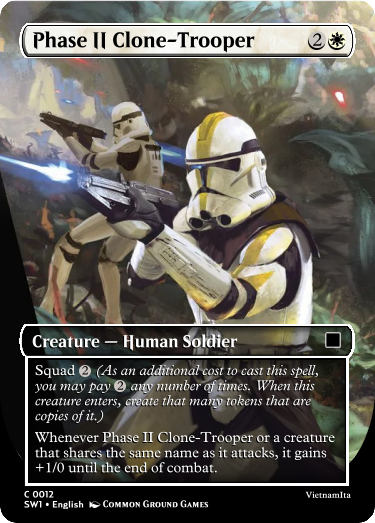 Phase II Clone-Trooper 2
Creature — Human Soldier
Squad 2 (As an additional cost to cast this spell,
you may pay 2 any number of times. When this
creature enters, create that many tokens that are
copies of it.)
Whenever Phase II Clone-Trooper or a creature
that shares the same name as it attacks, it gains
+1/0 until the end of combat.
C 0012
SW1 • English Common Ground Games
VietnamIta